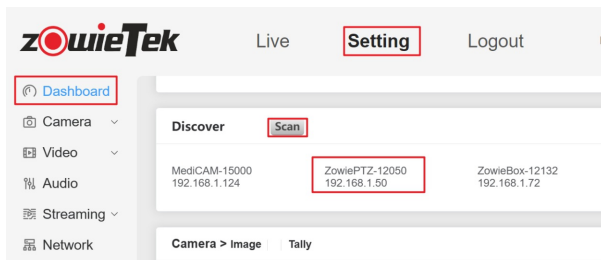 zowieTek
Live Setting Logout
Dashboard
Camera
Video
Audio
Streaming
Network
Discover Scan
MediCAM-15000 ZowiePTZ-12050 ZowieBox-12132
192.168.1.124 192.168.1.50 192.168.1.72
Camera > Image Tally